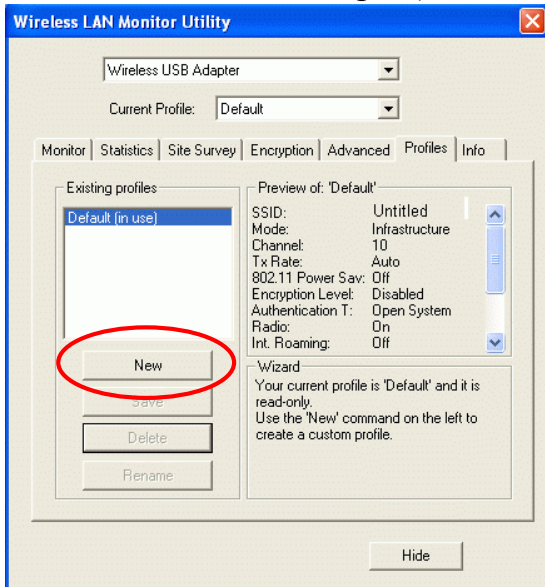 Wireless LAN Monitor Utility
Wireless USB Adapter
Current Profile: Default
Monitor Statistics Site Survey Encryption Advanced Profiles Info
Existing profiles
Default (in use)
New
Save
Delete
Rename
Preview of: 'Default'
SSID: Untitled
Mode: Infrastructure
Channel: 10
Tx Rate: Auto
802.11 Power Sav: Off
Encryption Level: Disabled
Authentication T: Open System
Radio: On
Int. Roaming: Off
Wizard
Your current profile is 'Default' and it is
read-only.
Use the 'New' command on the left to
create a custom profile.
Hide